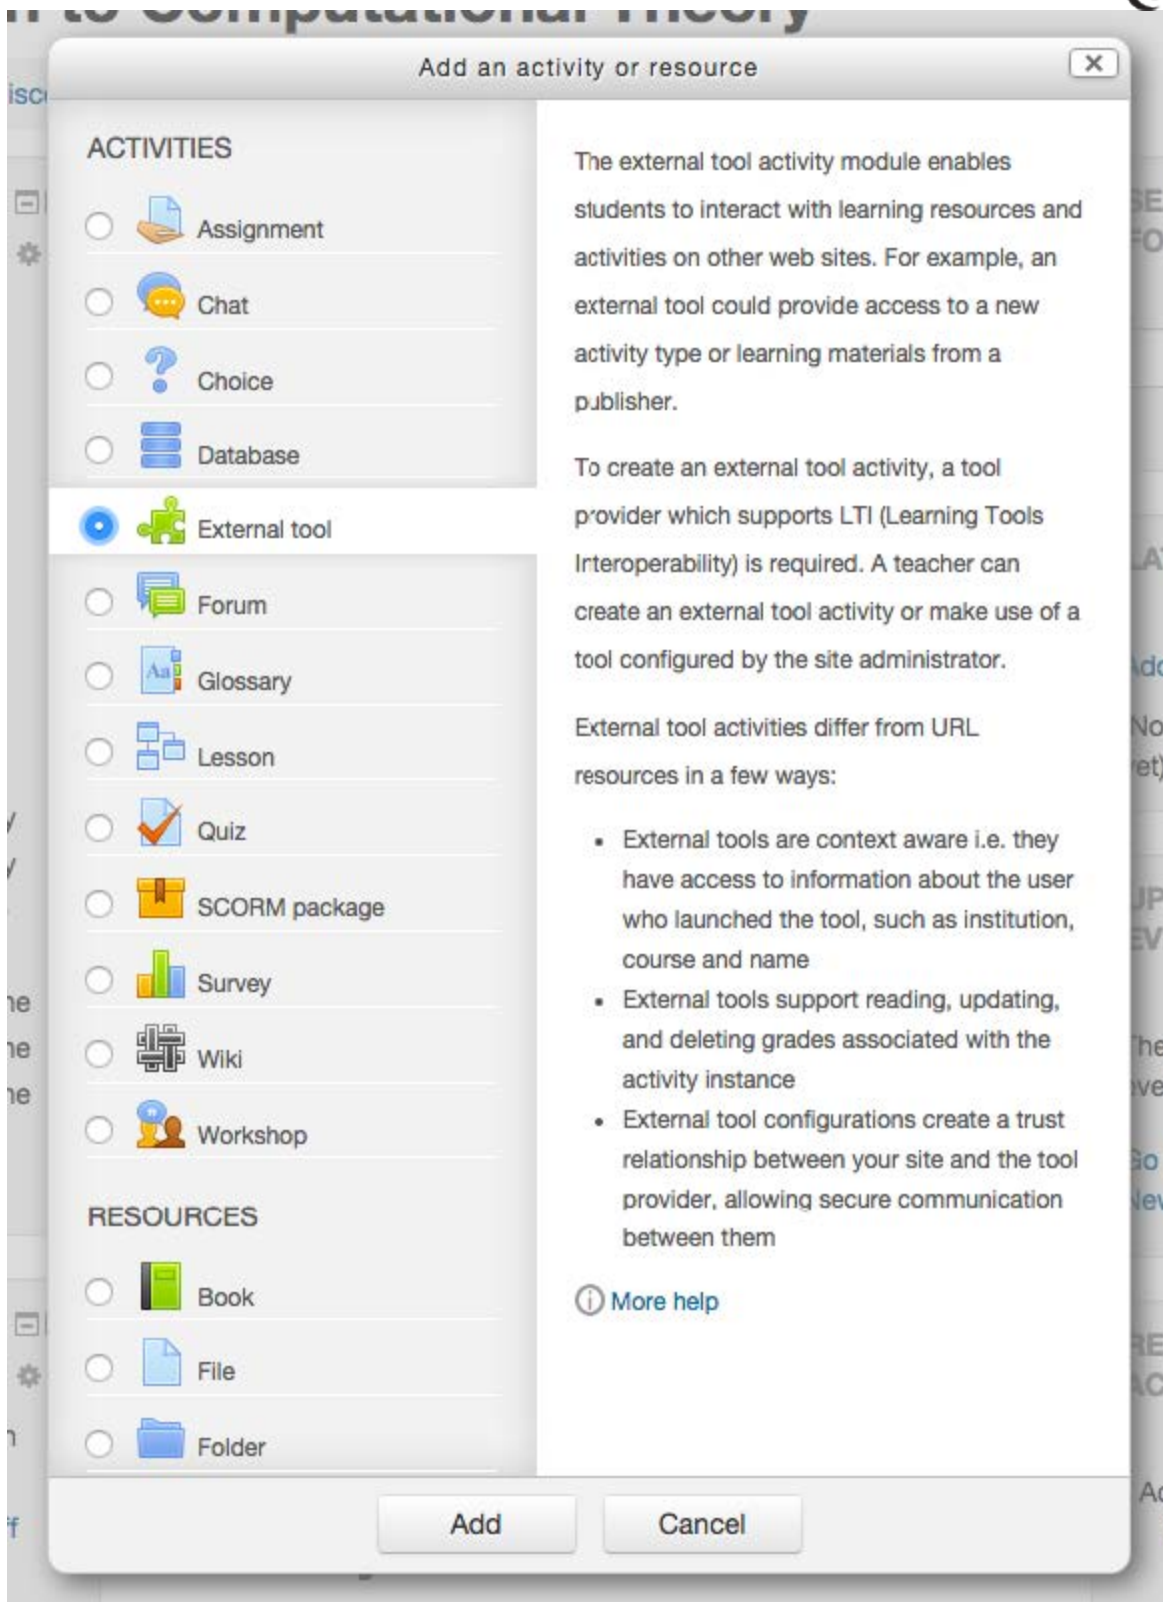 n to Computational Theory
Add an activity or resource
ACTIVITIES
Assignment
Chat
Choice
Database
External tool
Forum
Aa
Glossary
Lesson
Quiz
SCORM package
Survey
Wiki
Workshop
RESOURCES
Book
File
Folder
The external tool activity module enables
students to interact with learning resources and
activities on other web sites. For example, an
external tool could provide access to a new
activity type or learning materials from a
publisher.
To create an external tool activity, a tool
provider which supports LTI (Learning Tools
Interoperability) is required. A teacher can
create an external tool activity or make use of a
tool configured by the site administrator.
External tool activities differ from URL
resources in a few ways:
• External tools are context aware i.e. they
have access to information about the user
who launched the tool, such as institution,
course and name
• External tools support reading, updating,
and deleting grades associated with the
activity instance
• External tool configurations create a trust
relationship between your site and the tool
provider, allowing secure communication
between them
More help
Add
Cancel